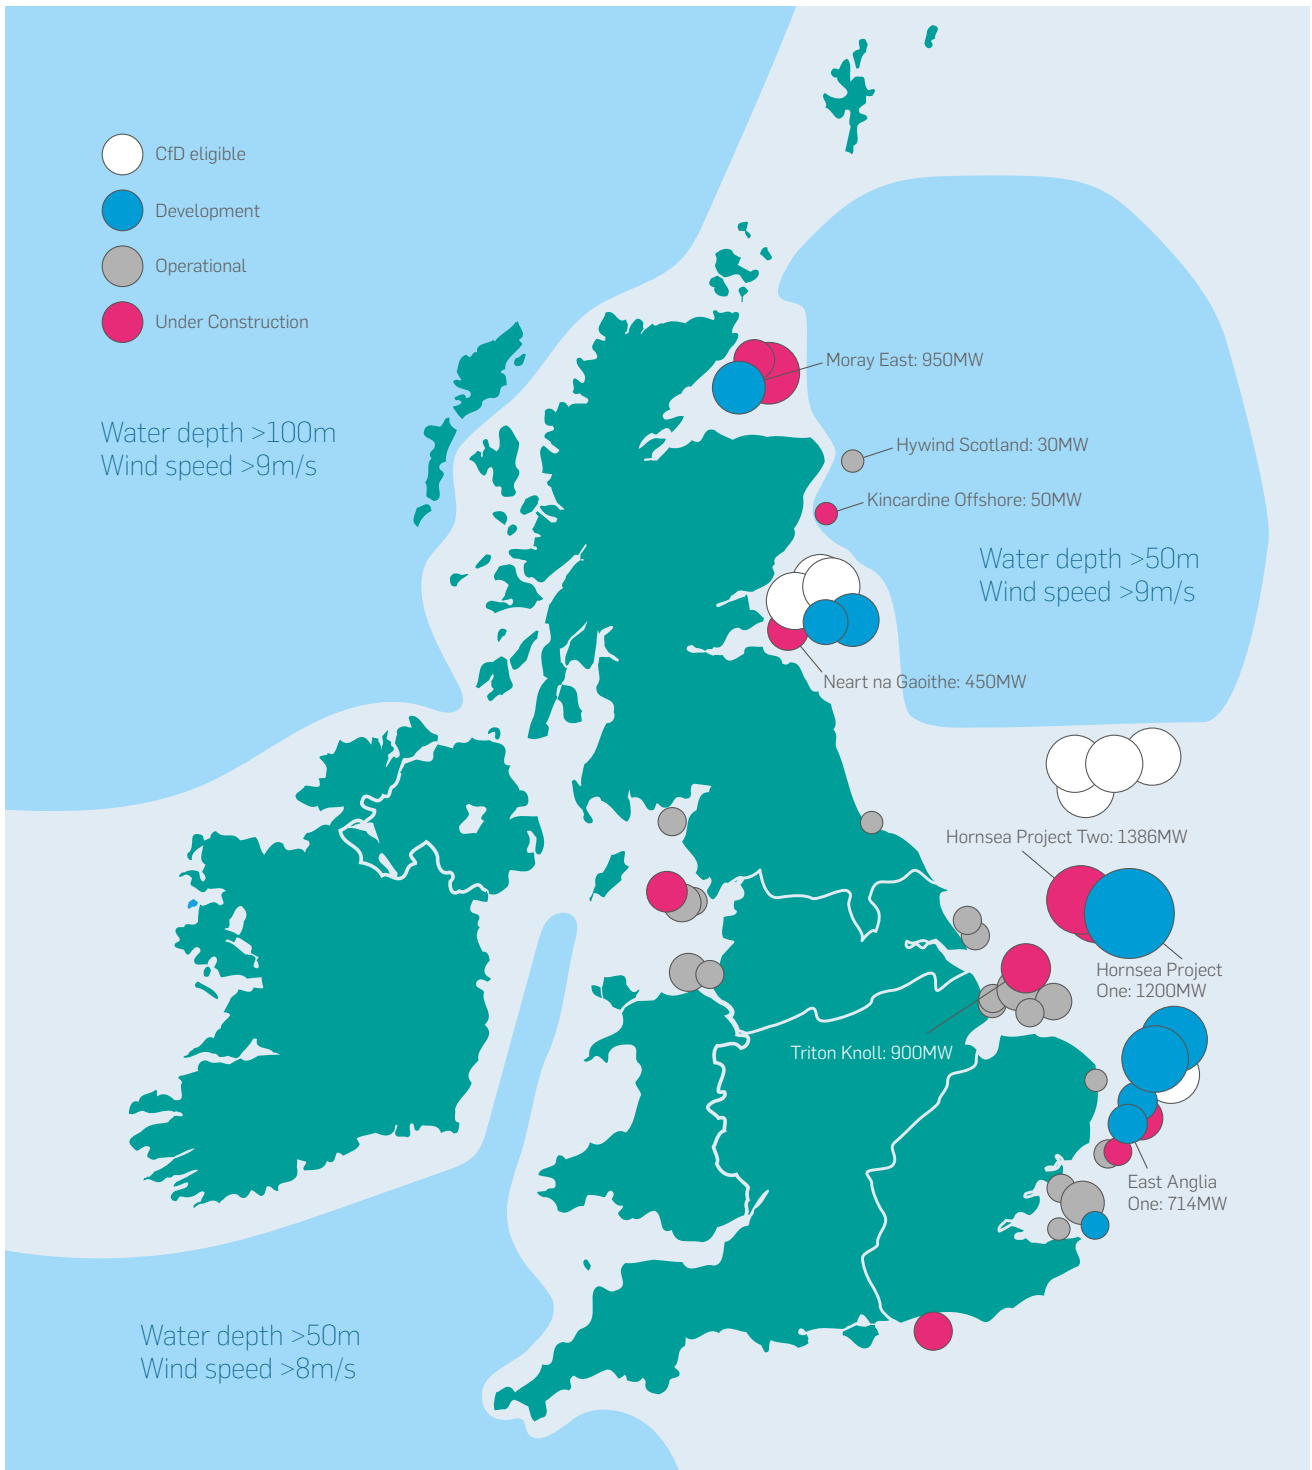 CfD eligible
Development
Operational
Under Construction
Moray East: 950MW
Water depth >100m
Wind speed >9m/s
Hywind Scotland: 30MW
Kincardine Offshore: 50MW
Water depth >50m
Wind speed >9m/s
Neart na Gaoithe: 450MW
Hornsea Project Two: 1386MW
Hornsea Project
One: 1200MW
Triton Knoll: 900MW
East Anglia
One: 714MW
Water depth >50m
Wind speed >8m/s